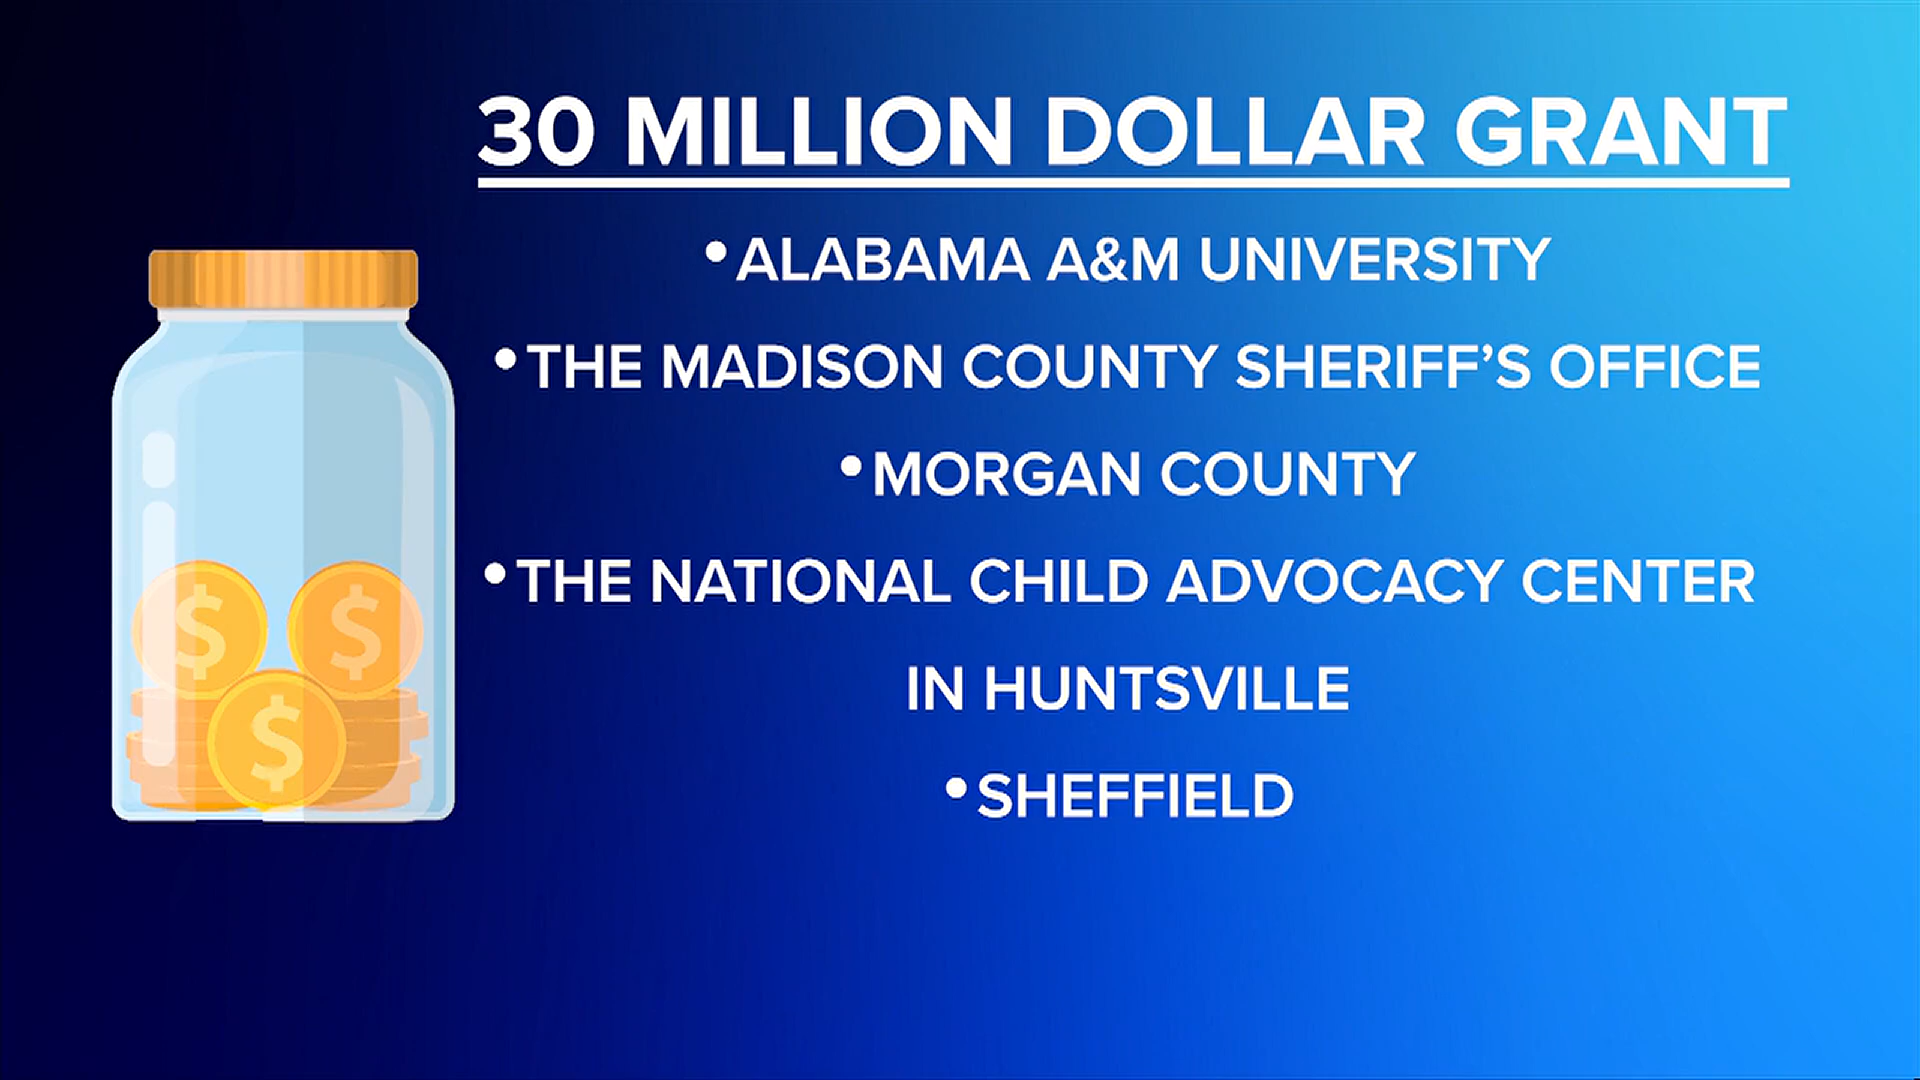 30 MILLION DOLLAR GRANT
•ALABAMA A&M UNIVERSITY
•THE MADISON COUNTY SHERIFF’S OFFICE
•MORGAN COUNTY
•THE NATIONAL CHILD ADVOCACY CENTER
IN HUNTSVILLE
•SHEFFIELD
$ $
$